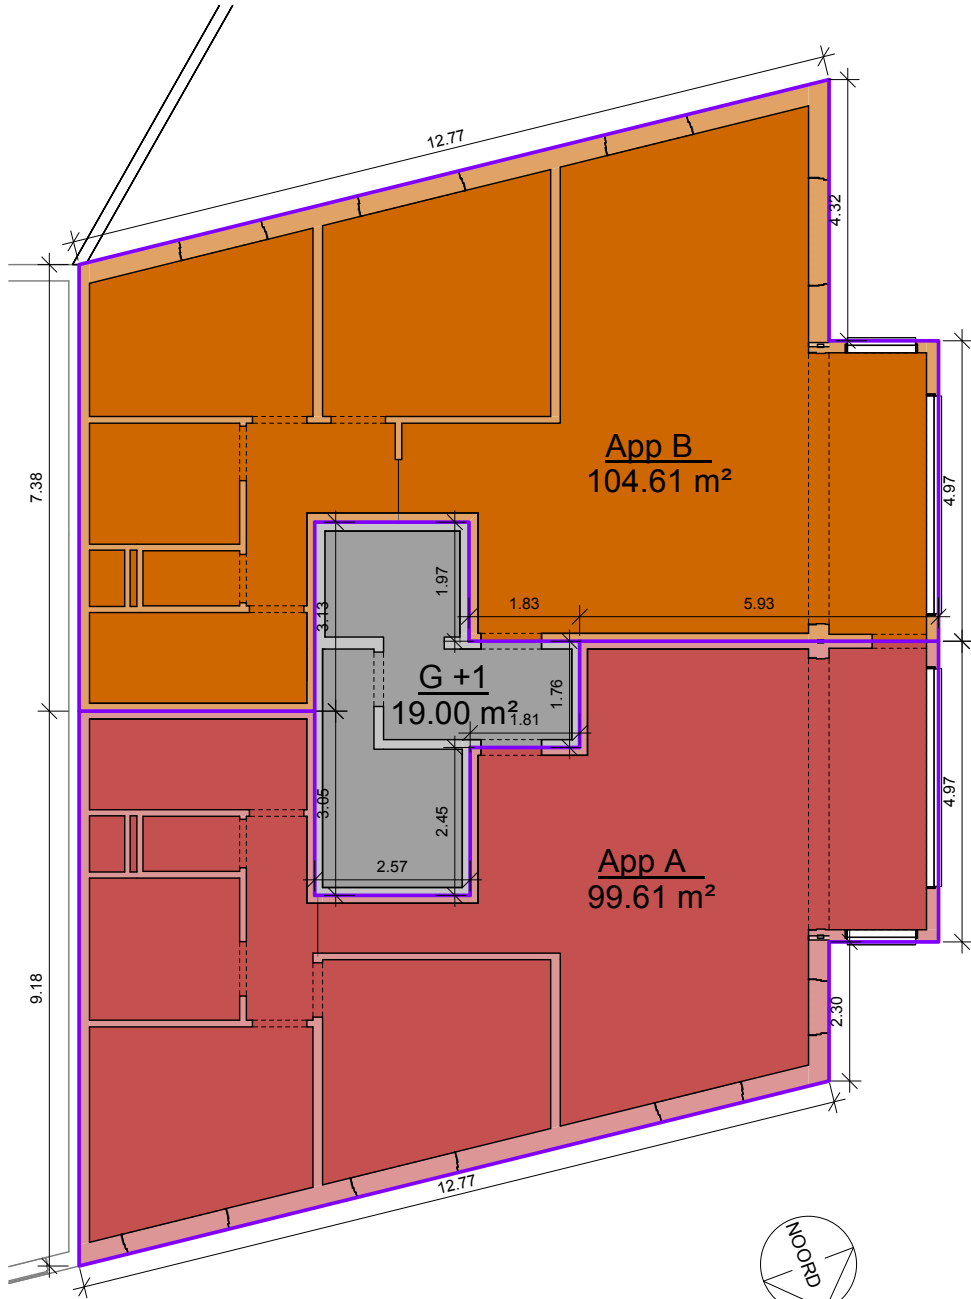 12.77
4.32
7.38
App B
104.61 m²
4.97
1.97
3.13
1.83
5.93
G +1
19.00 m²
1.76
1.81
3.05
2.45
2.57
App A
99.61 m²
4.97
9.18
2.30
12.77
NOORD